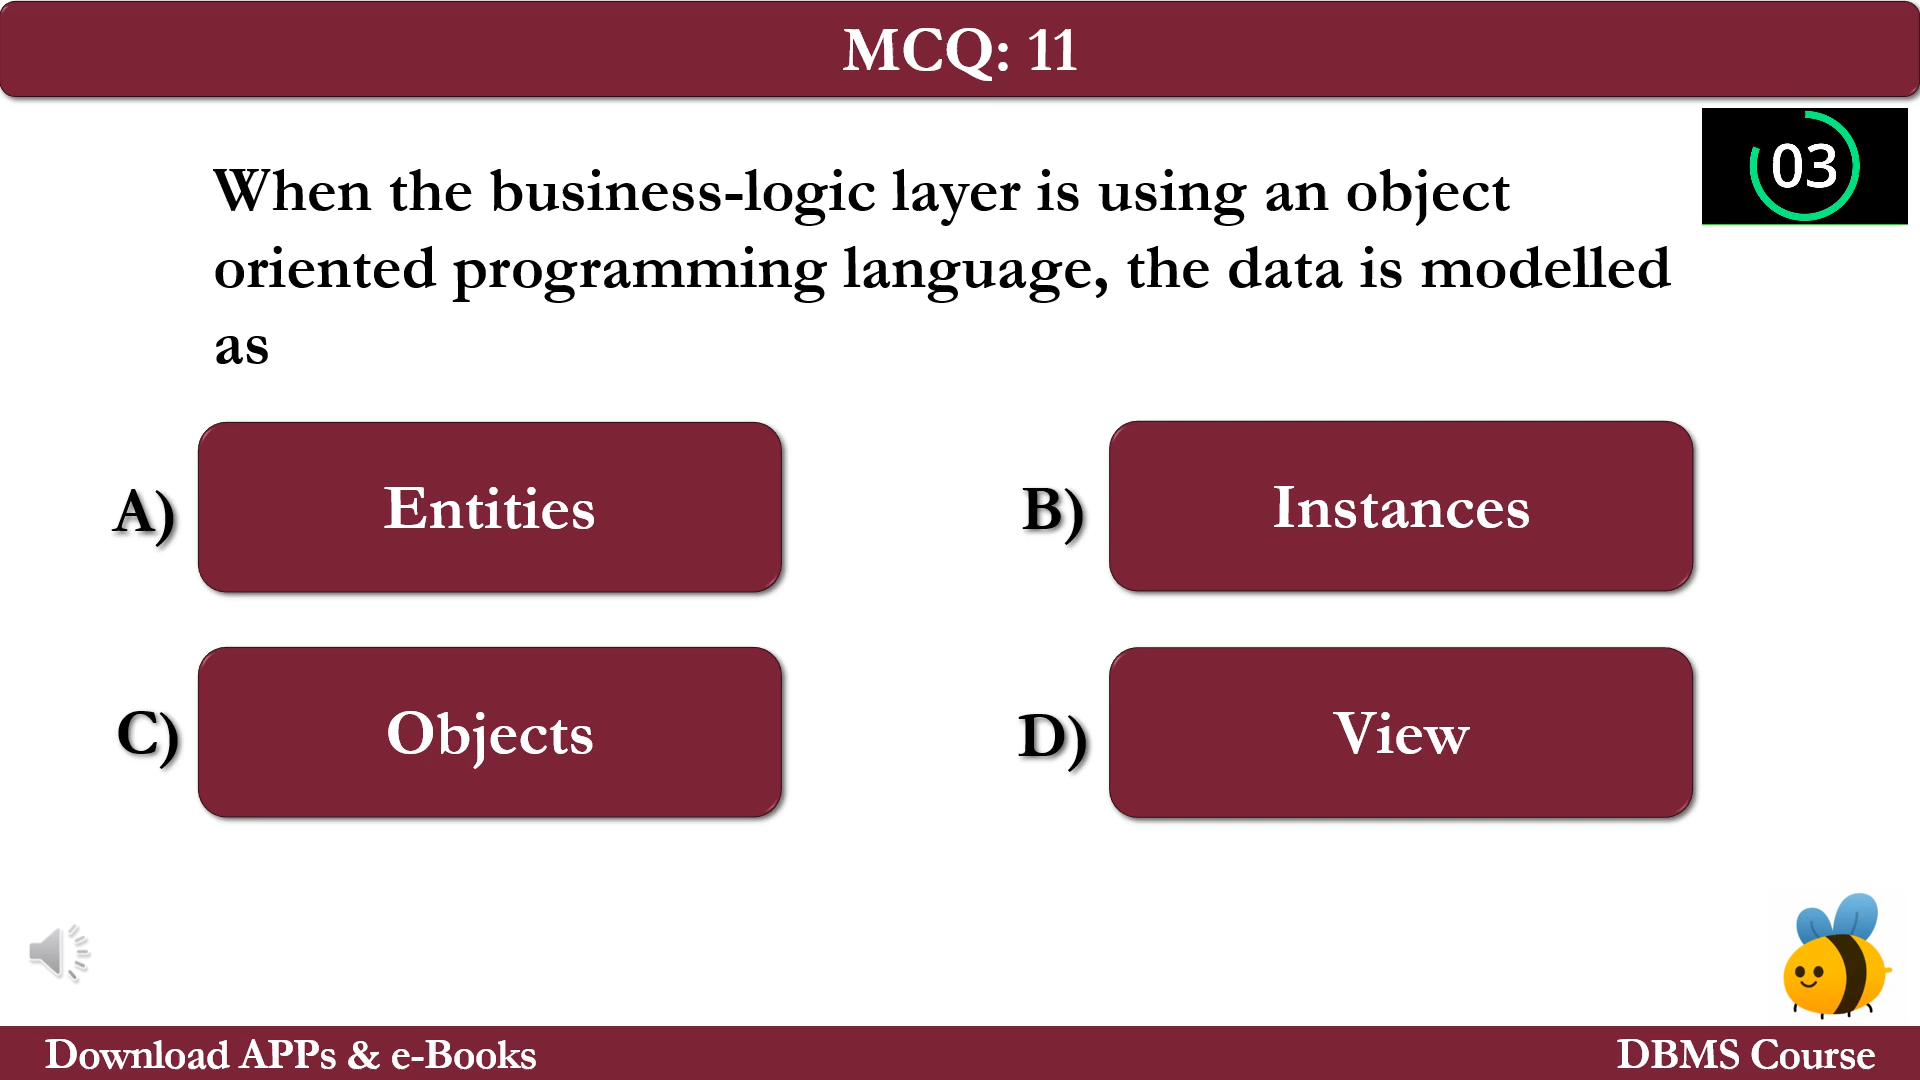 MCQ: 11
03
When the business-logic layer is using an object
oriented programming language, the data is modelled
as
A) Entities
B) Instances
C) Objects
D) View
Download APPs & e-Books
DBMS Course